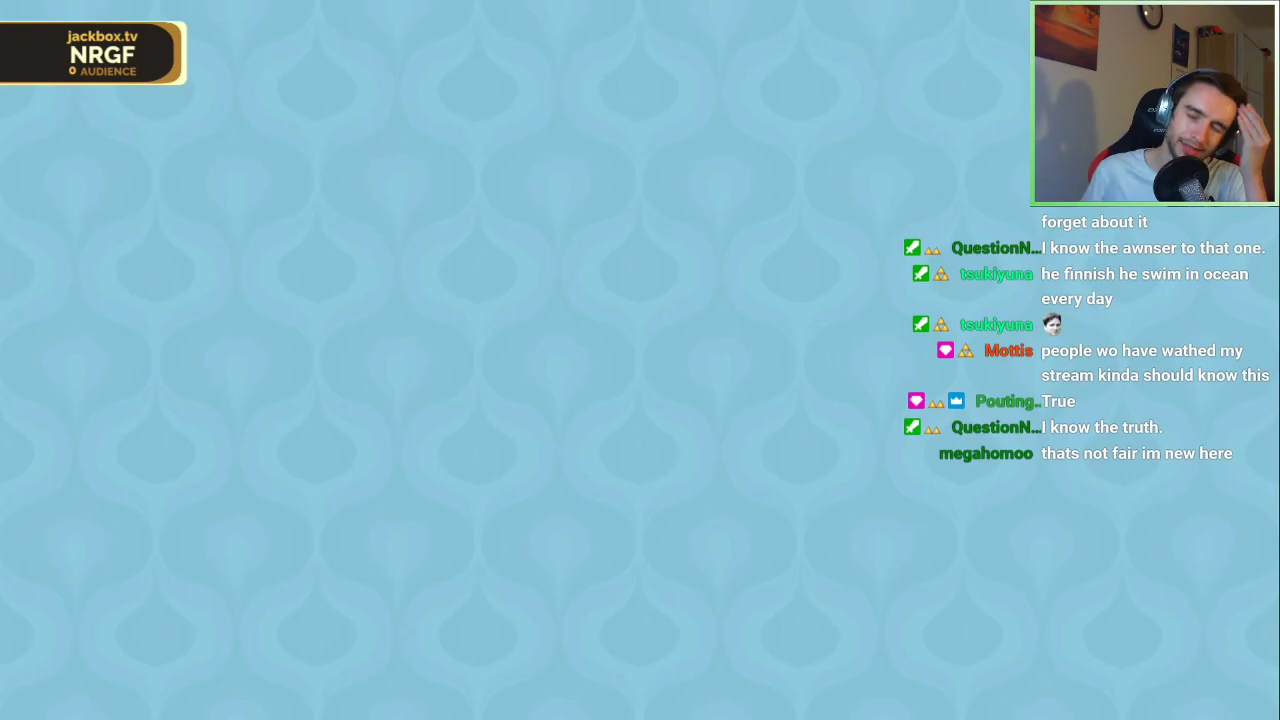 jackbox.tv
NRGF
0 AUDIENCE
forget about it
QuestionN... I know the awnser to that one.
tsukiyuna he finnish he swim in ocean
every day
tsukiyuna
Mottis people wo have wathed my
stream kinda should know this
Pouting.. True
QuestionN... I know the truth.
megahomoo thats not fair im new here